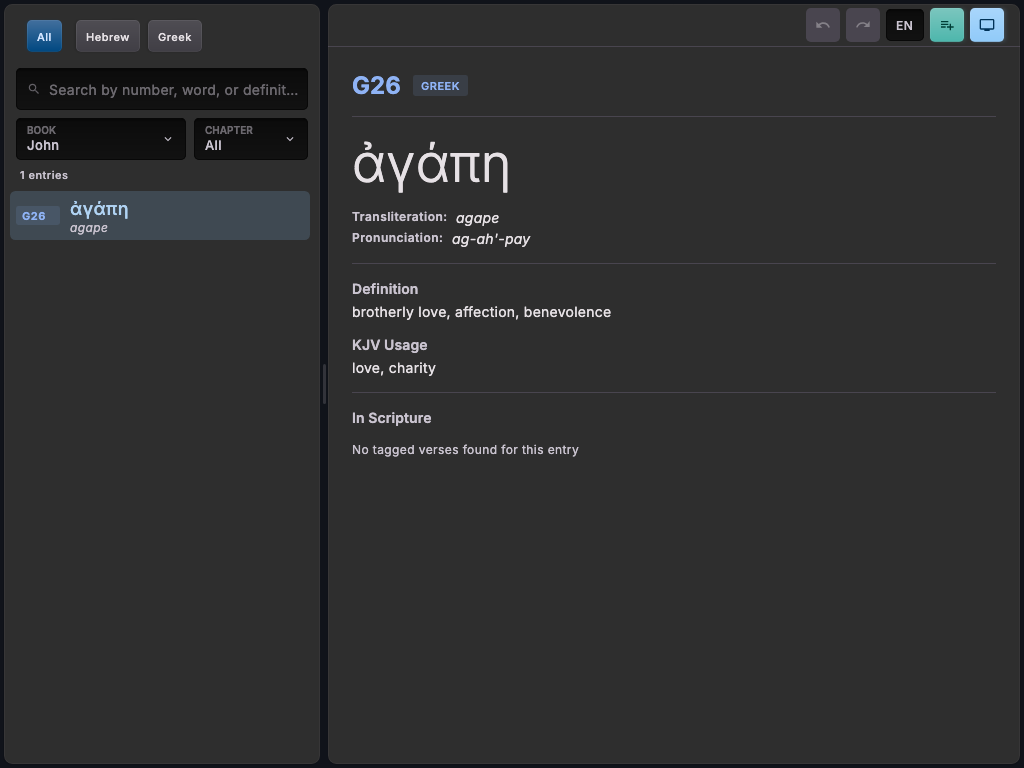 All
Hebrew
Greek
Search by number, word, or definit...
BOOK
John
CHAPTER
All
1 entries
G26
ἀγάπη
agape
EN
G26
GREEK
ἀγάπη
Transliteration: agape
Pronunciation: ag-ah'-pay
Definition
brotherly love, affection, benevolence
KJV Usage
love, charity
In Scripture
No tagged verses found for this entry